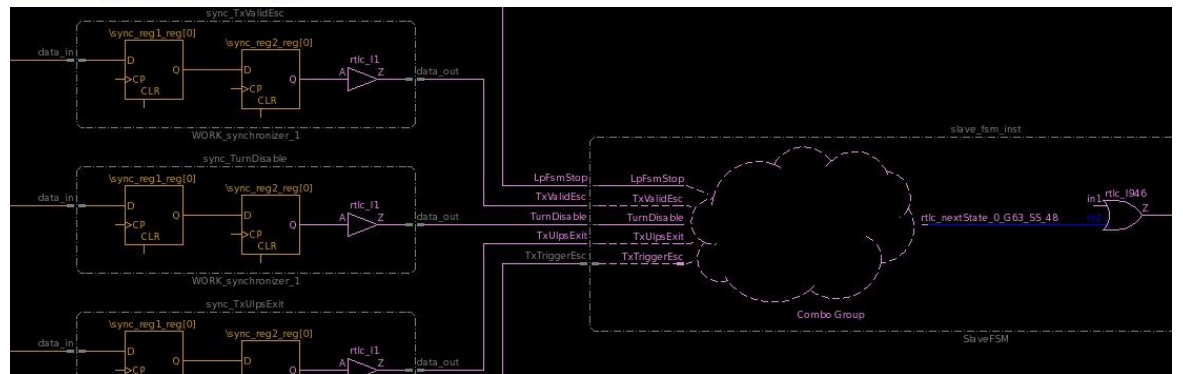 sync_TxValidEsc
data_in
\sync_reg1_reg[0]
D
Q
CP
CLR
\sync_reg2_reg[0]
D
Q
CP
CLR
rtlc_I1
A
Z
data_out
WORK_synchronizer_1
sync_TurnDisable
data_in
\sync_reg1_reg[0]
D
Q
CP
CLR
\sync_reg2_reg[0]
D
Q
CP
CLR
rtlc_I1
A
Z
data_out
WORK_synchronizer_1
sync_TxUlpsExit
data_in
\sync_reg1_reg[0]
D
Q
CP
\sync_reg2_reg[0]
D
Q
rtlc_I1
A
Z
data_out
slave_fsm_inst
LpFsmStop
LpFsmStop
TxValidEsc
TxValidEsc
TurnDisable
TurnDisable
TxUlpsExit
TxUlpsExit
TxTriggerEsc
TxTriggerEsc
Combo Group
rtlc_nextState_0_G63_S5_48
rtlc_I946
in1
in2
Z
SlaveFSM